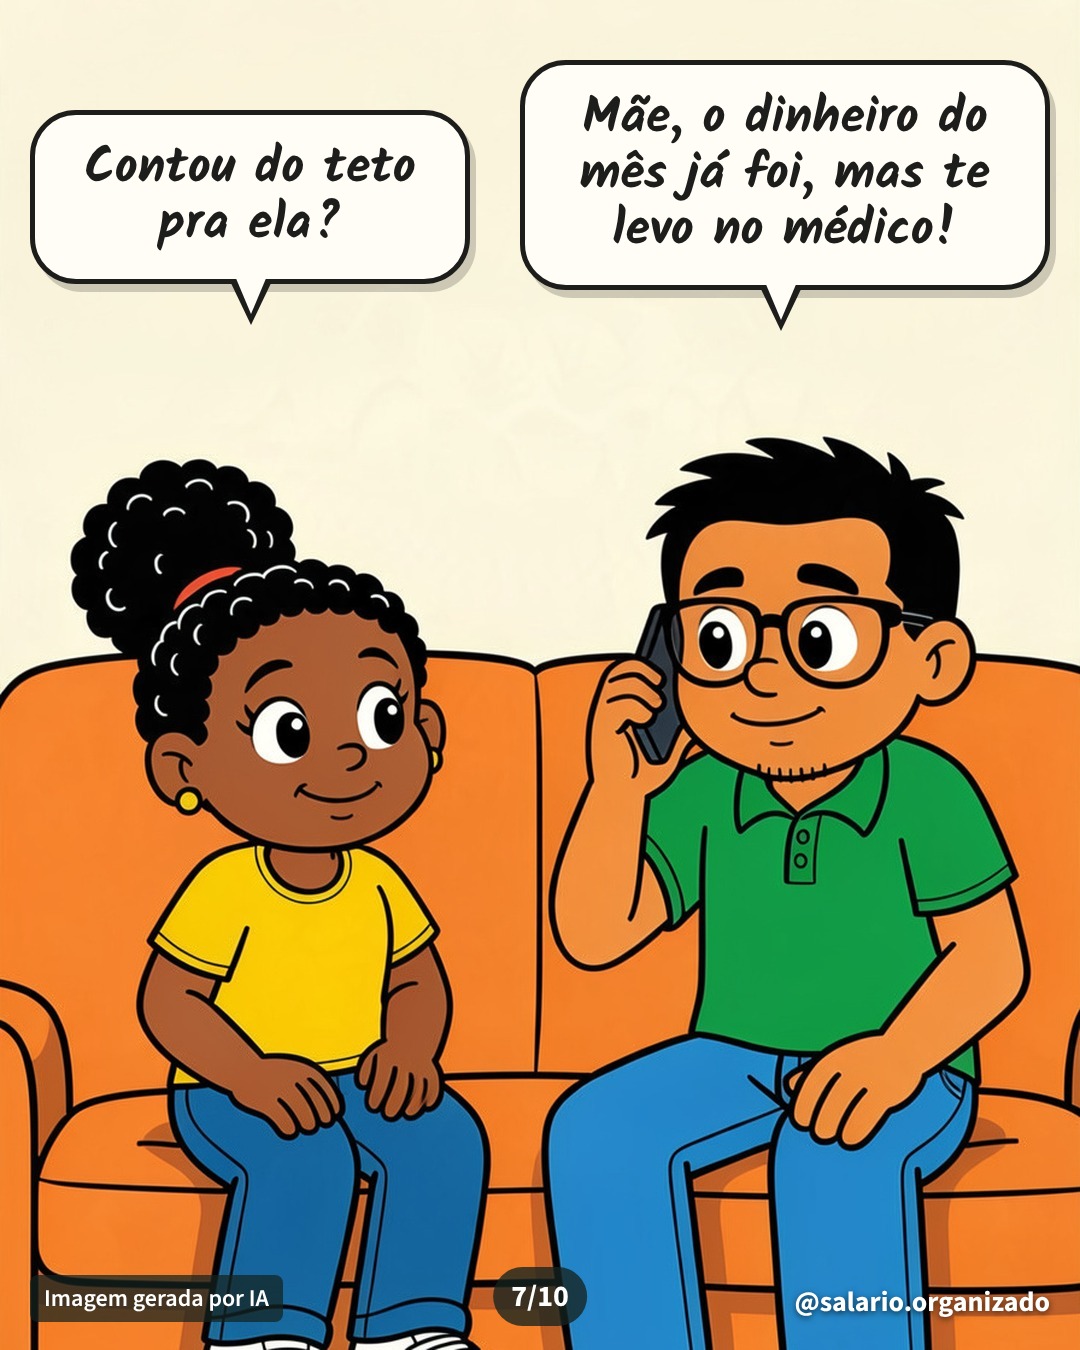 Contou do teto
pra ela?
Mãe, o dinheiro do
mês já foi, mas te
levo no médico!
Imagem gerada por IA
7/10
@salario.organizado